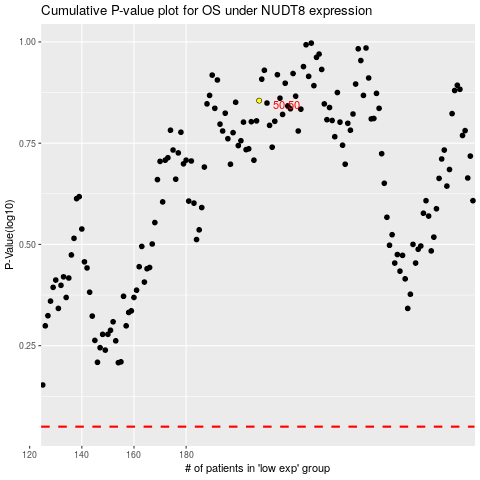 Cumulative P-value plot for OS under NUDT8 expression
P-Value(log10)
1.00
0.75
0.50
0.25
50:50
120 140 160 180
# of patients in 'low exp' group